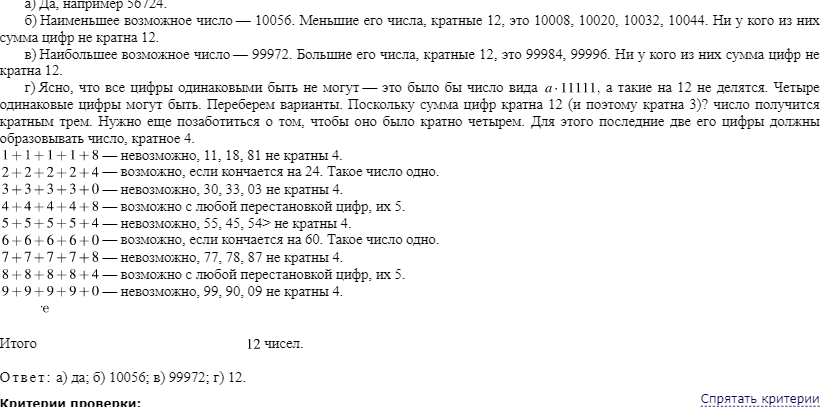 а) Да, например 56724.
б) Наименьшее возможное число — 10056. Меньшие его числа, кратные 12, это 10008, 10020, 10032, 10044. Ни у кого из них
сумма цифр не кратна 12.
в) Наибольшее возможное число — 99972. Большие его числа, кратные 12, это 99984, 99996. Ни у кого из них сумма цифр не
кратна 12.
г) Ясно, что все цифры одинаковыми быть не могут — это было бы число вида a · 11111, а такие на 12 не делятся. Четыре
одинаковые цифры могут быть. Переберем варианты. Поскольку сумма цифр кратна 12 (и поэтому кратна 3)? число получится
кратным трем. Нужно еще позаботиться о том, чтобы оно было кратно четырем. Для этого последние две его цифры должны
образовывать число, кратное 4.
1 + 1 + 1 + 1 + 8 — невозможно, 11, 18, 81 не кратны 4.
2 + 2 + 2 + 2 + 4 — возможно, если кончается на 24. Такое число одно.
3 + 3 + 3 + 3 + 0 — невозможно, 30, 33, 03 не кратны 4.
4 + 4 + 4 + 4 + 8 — возможно с любой перестановкой цифр, их 5.
5 + 5 + 5 + 5 + 4 — невозможно, 55, 45, 54> не кратны 4.
6 + 6 + 6 + 6 + 0 — возможно, если кончается на 60. Такое число одно.
7 + 7 + 7 + 7 + 8 — невозможно, 77, 78, 87 не кратны 4.
8 + 8 + 8 + 8 + 4 — возможно с любой перестановкой цифр, их 5.
9 + 9 + 9 + 9 + 0 — невозможно, 99, 90, 09 не кратны 4.
Итого 12 чисел.
Ответ: а) да; б) 10056; в) 99972; г) 12.
Критерии проверки:
Спрятать критерии